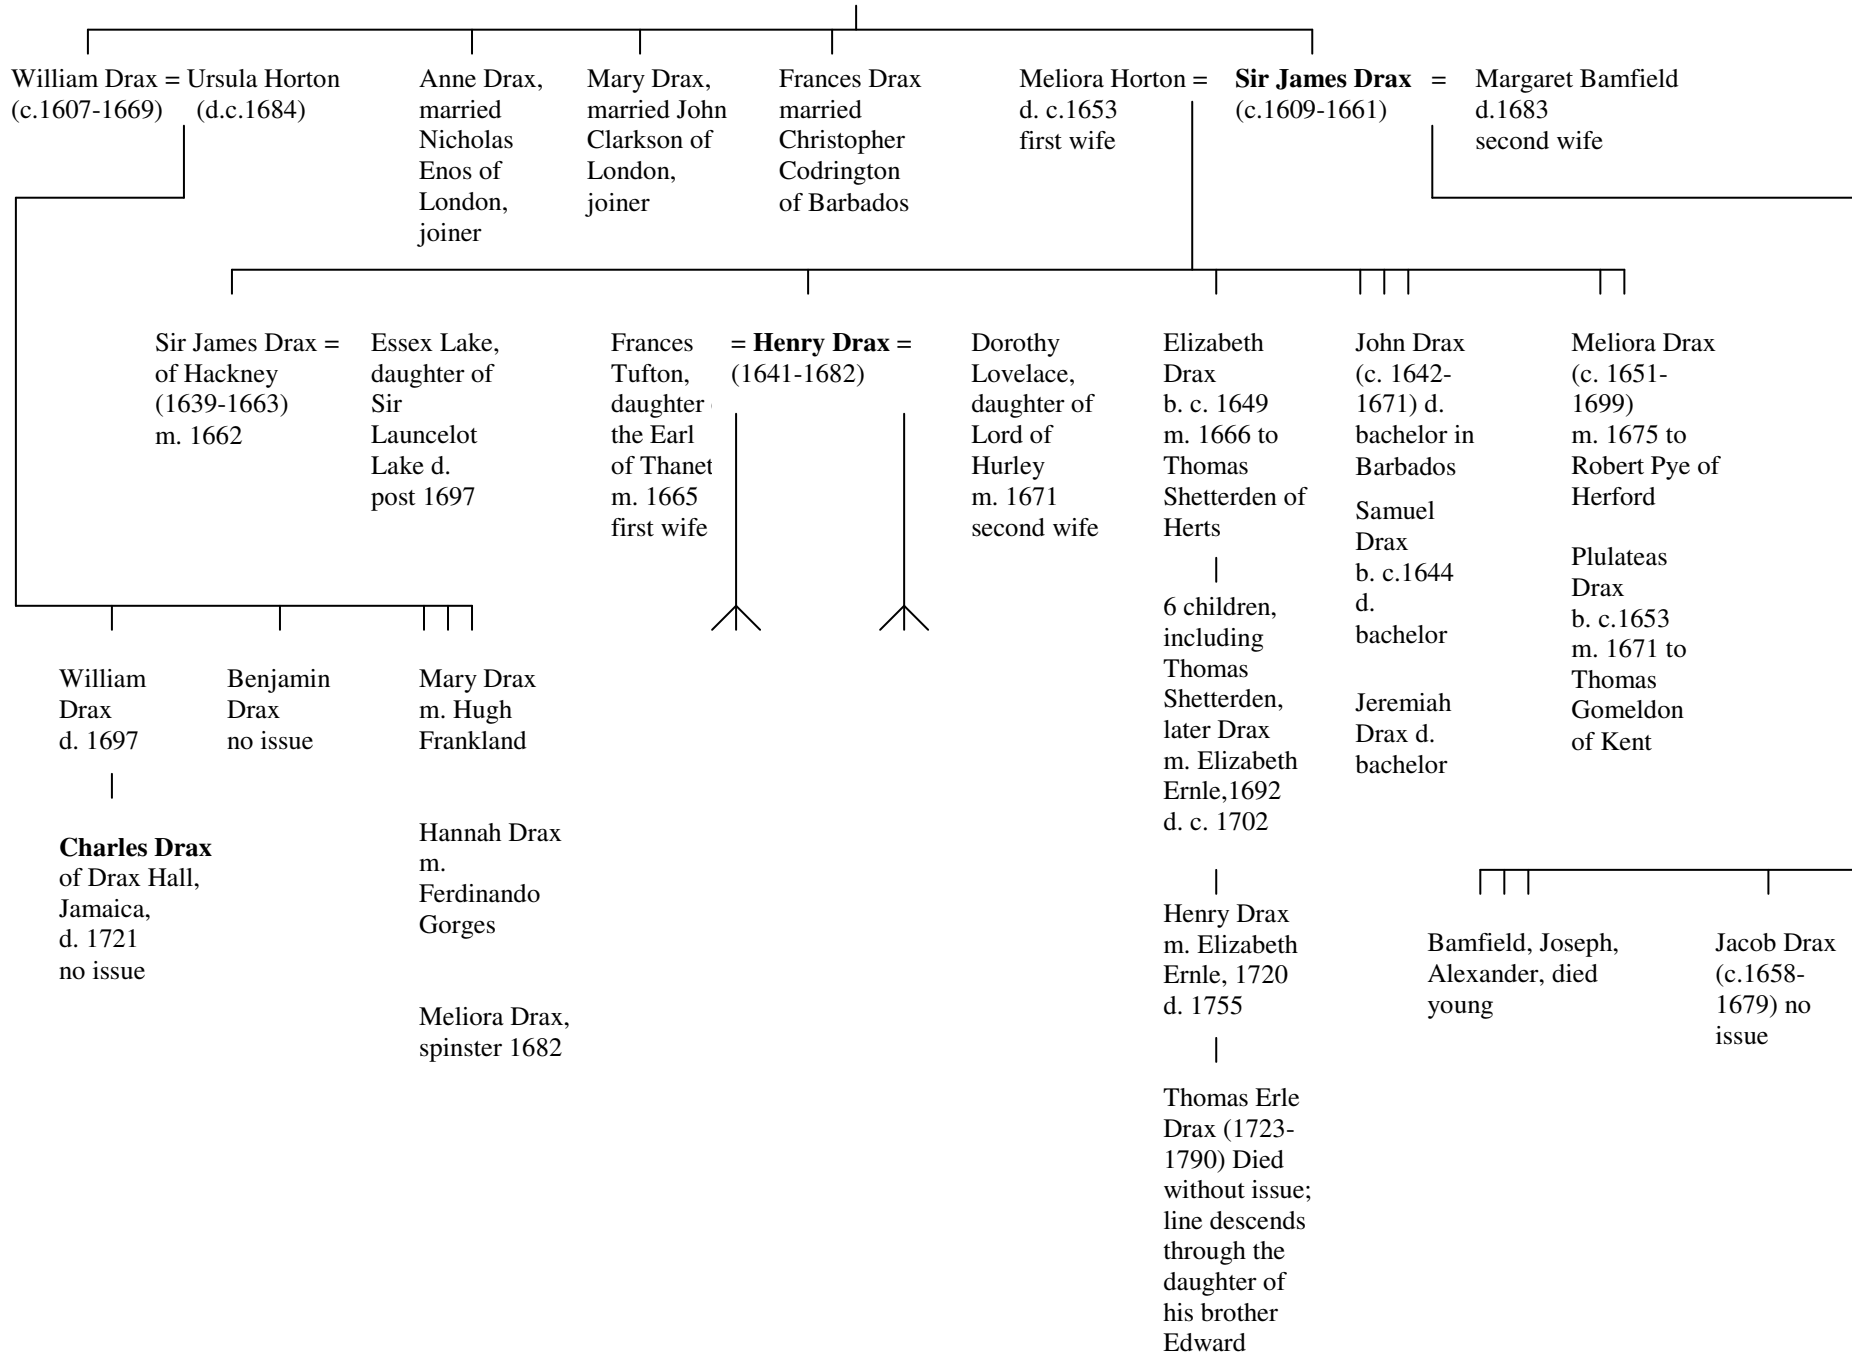 William Drax = Ursula Horton
(c.1607-1669) (d.c.1684)
Anne Drax,
married
Nicholas
Enos of
London,
joiner
Mary Drax,
married John
Clarkson of
London,
joiner
Frances Drax
married
Christopher
Codrington
of Barbados
Meliora Horton =
d. c.1653
first wife
Sir James Drax =
(c.1609-1661)
Margaret Bamfield
d.1683
second wife
Sir James Drax =
of Hackney
(1639-1663)
m. 1662
Essex Lake,
daughter of
Sir
Launcelot
Lake d.
post 1697
Frances
Tufton,
daughter
the Earl
of Thanet
m. 1665
first wife
= Henry Drax =
(1641-1682)
Dorothy
Lovelace,
daughter of
Lord of
Hurley
m. 1671
second wife
Elizabeth
Drax
b. c. 1649
m. 1666 to
Thomas
Shetterden of
Herts
6 children,
including
Thomas
Shetterden,
later Drax
m. Elizabeth
Ernle,1692
d. c. 1702
Henry Drax
m. Elizabeth
Ernle, 1720
d. 1755
Thomas Erle
Drax (1723-
1790) Died
without issue;
line descends
through the
daughter of
his brother
Edward
John Drax
(c. 1642-
1671) d.
bachelor in
Barbados
Samuel
Drax
b. c.1644
d.
bachelor
Jeremiah
Drax d.
bachelor
Meliora Drax
(c. 1651-
1699)
m. 1675 to
Robert Pye of
Herford
Plulateas
Drax
b. c.1653
m. 1671 to
Thomas
Gomeldon
of Kent
William
Drax
d. 1697
Charles Drax
of Drax Hall,
Jamaica,
d. 1721
no issue
Benjamin
Drax
no issue
Mary Drax
m. Hugh
Frankland
Hannah Drax
m.
Ferdinando
Gorges
Meliora Drax,
spinster 1682
Bamfield, Joseph,
Alexander, died
young
Jacob Drax
(c.1658-
1679) no
issue